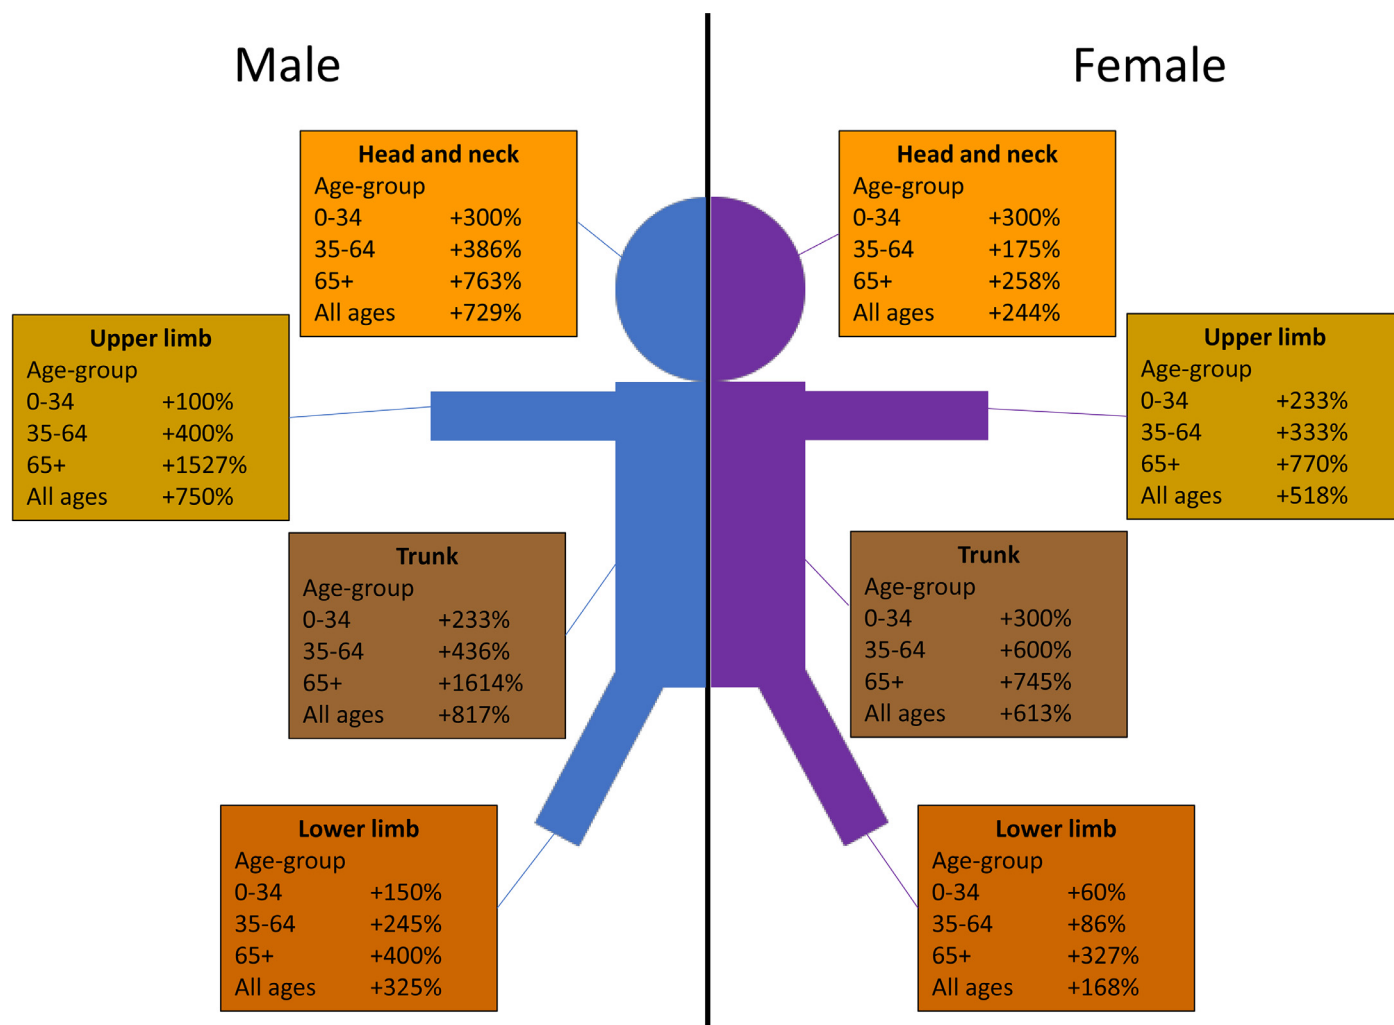 Male
Female
Head and neck
Age-group
0-34 +300%
35-64 +386%
65+ +763%
All ages +729%
Head and neck
Age-group
0-34 +300%
35-64 +175%
65+ +258%
All ages +244%
Upper limb
Age-group
0-34 +100%
35-64 +400%
65+ +1527%
All ages +750%
Upper limb
Age-group
0-34 +233%
35-64 +333%
65+ +770%
All ages +518%
Trunk
Age-group
0-34 +233%
35-64 +436%
65+ +1614%
All ages +817%
Trunk
Age-group
0-34 +300%
35-64 +600%
65+ +745%
All ages +613%
Lower limb
Age-group
0-34 +150%
35-64 +245%
65+ +400%
All ages +325%
Lower limb
Age-group
0-34 +60%
35-64 +86%
65+ +327%
All ages +168%